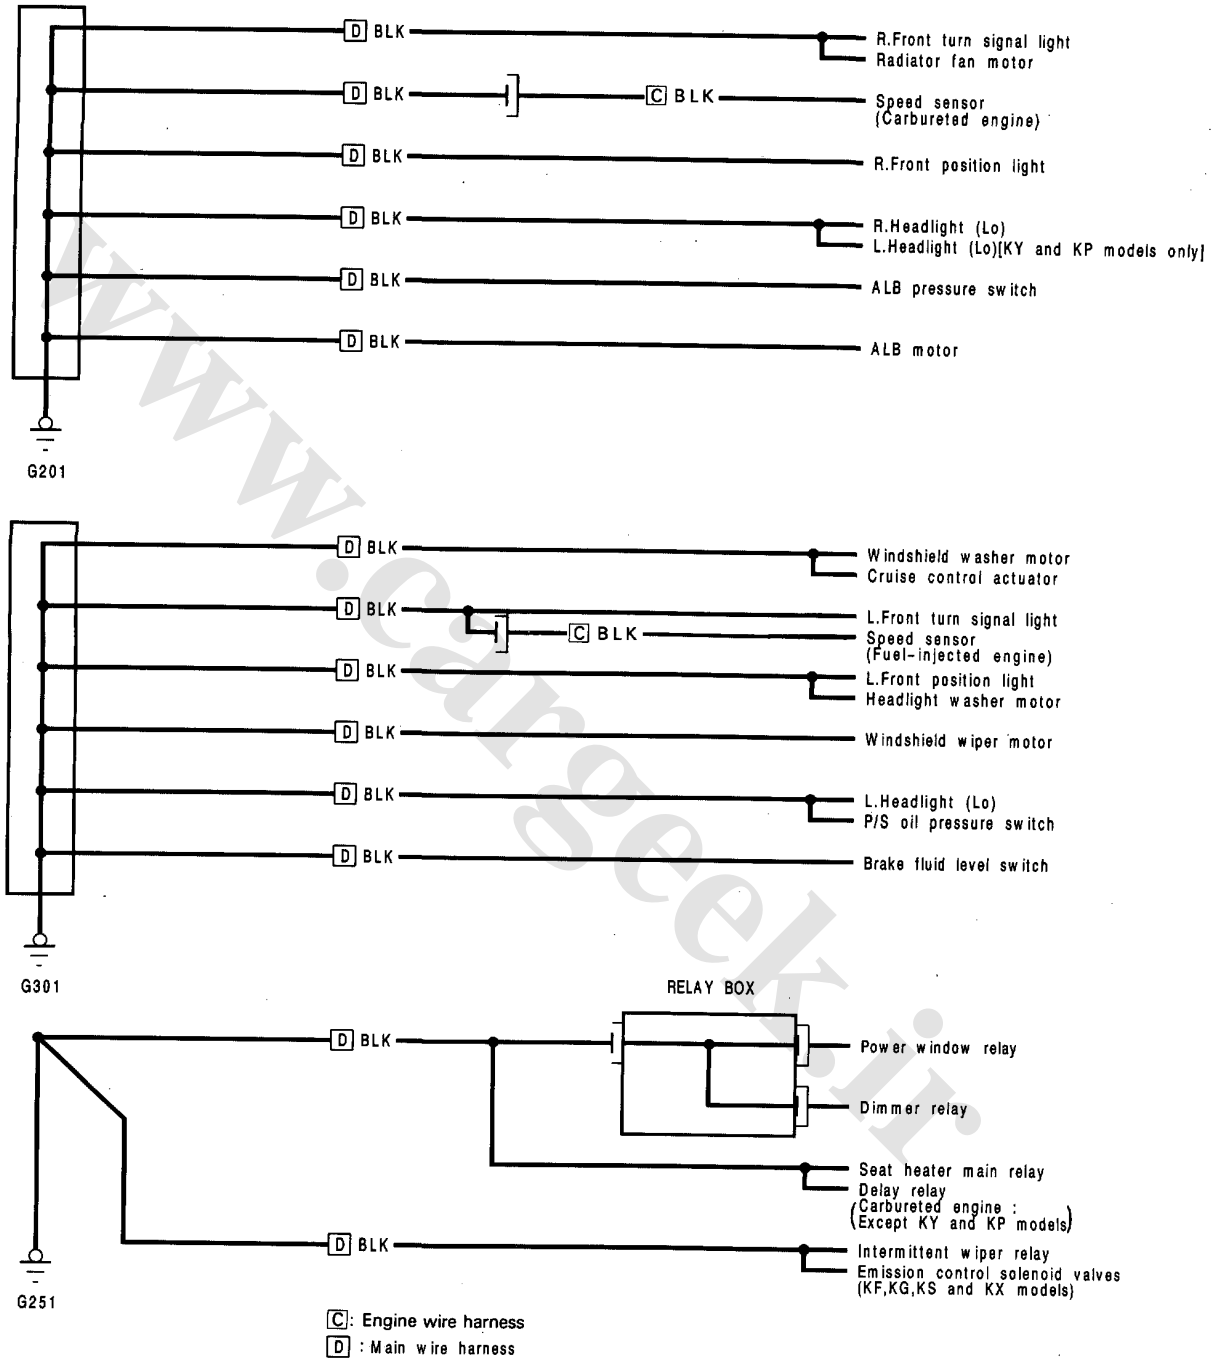 D BLK
R.Front turn signal light
Radiator fan motor
D BLK
C BLK
Speed sensor
(Carbureted engine)
D BLK
R.Front position light
D BLK
R.Headlight (Lo)
L.Headlight (Lo)[KY and KP models only]
D BLK
ALB pressure switch
D BLK
ALB motor
G201
D BLK
Windshield washer motor
Cruise control actuator
D BLK
L.Front turn signal light
C BLK
Speed sensor
(Fuel-injected engine)
D BLK
L.Front position light
Headlight washer motor
D BLK
Windshield wiper motor
D BLK
L.Headlight (Lo)
P/S oil pressure switch
D BLK
Brake fluid level switch
G301
RELAY BOX
D BLK
Power window relay
Dimmer relay
Seat heater main relay
Delay relay
(Carbureted engine :
Except KY and KP models)
D BLK
Intermittent wiper relay
Emission control solenoid valves
(KF,KG,KS and KX models)
G251
C: Engine wire harness
D : Main wire harness
www.cargeek.ir